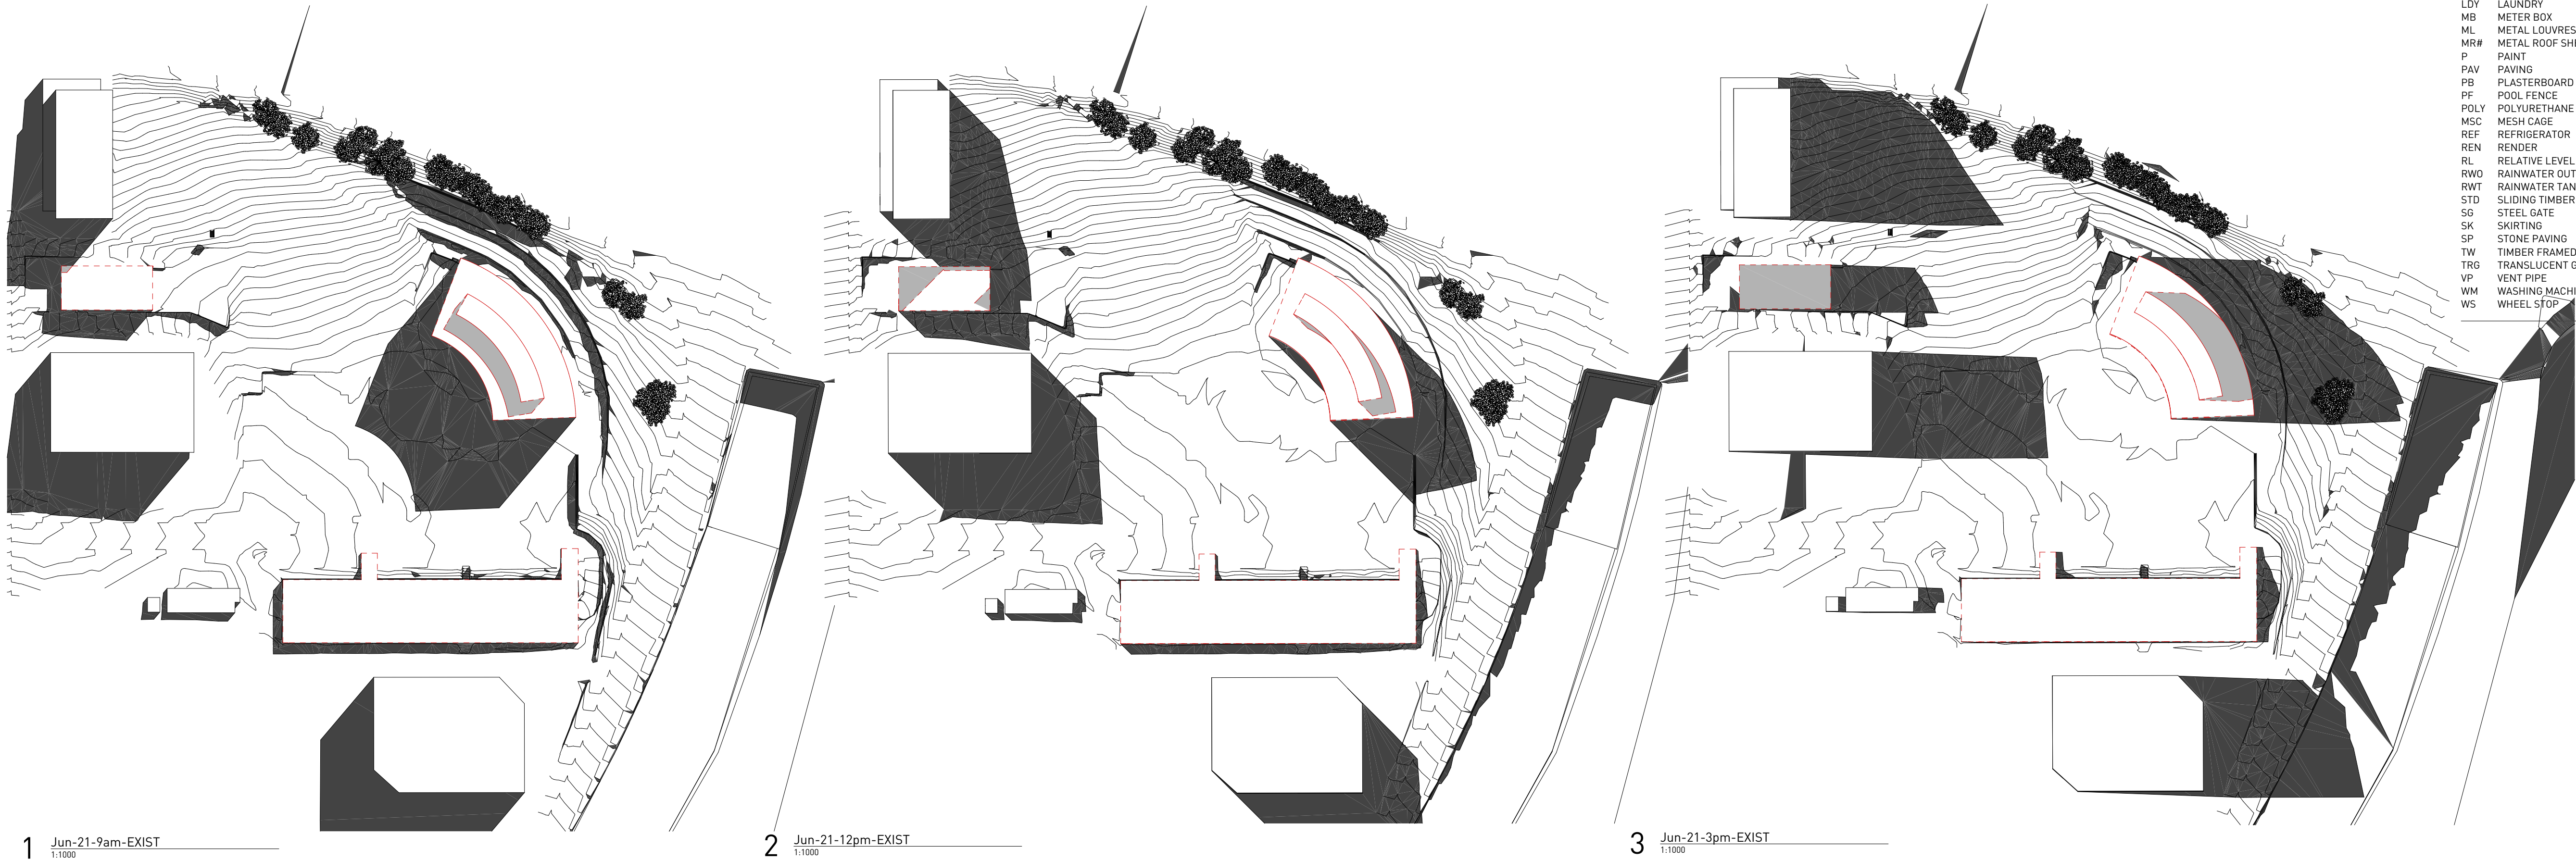 LDY LAUNDRY
MB METER BOX
ML METAL LOUVRES
MR# METAL ROOF SH
P PAINT
PAV PAVING
PB PLASTERBOARD
PF POOL FENCE
POLY POLYURETHANE
MSC MESH CAGE
REF REFRIGERATOR
REN RENDER
RL RELATIVE LEVEL
RWO RAINWATER OUT
RWT RAINWATER TAN
STD SLIDING TIMBER
SG STEEL GATE
SK SKIRTING
SP STONE PAVING
TW TIMBER FRAMED
TRG TRANSLUCENT G
VP VENT PIPE
WM WASHING MACHI
WS WHEEL STOP
1 Jun-21-9am-EXIST
1:1000
2 Jun-21-12pm-EXIST
1:1000
3 Jun-21-3pm-EXIST
1:1000